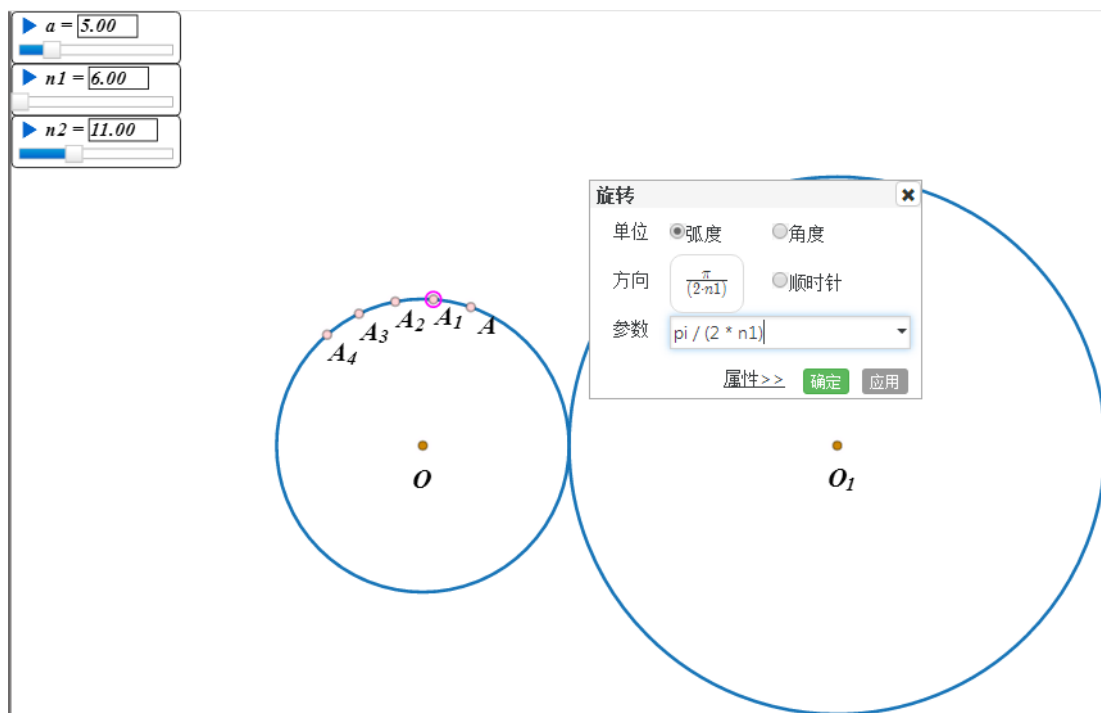 a = 5.00
n1 = 6.00
n2 = 11.00
旋转
单位 弧度 角度
方向 π/(2·n1) 顺时针
参数 pi / (2 * n1)
属性>> 确定 应用
A₄ A₃ A₂ A₁ A
O
O₁